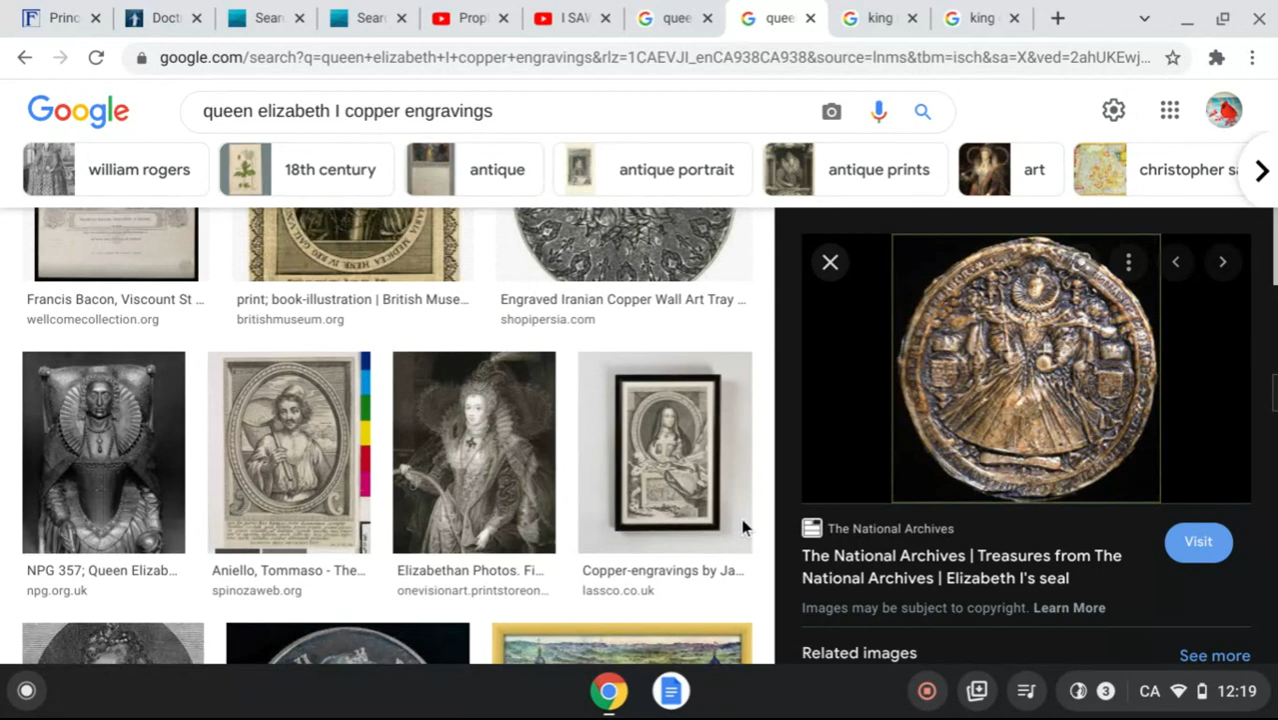 Princ
Doct
Sear
Sear
Propl
I SAW
quee
quee
king
king
google.com/search?q=queen+elizabeth+I+copper+engravings&rlz=1CAEVJI_enCA938CA938&source=lnms&tbm=isch&sa=X&ved=2ahUKEwj...
Google
queen elizabeth I copper engravings
william rogers
18th century
antique
antique portrait
antique prints
art
christopher sa
Francis Bacon, Viscount St ...
wellcomecollection.org
print; book-illustration | British Muse...
britishmuseum.org
Engraved Iranian Copper Wall Art Tray ...
shopipersia.com
NPG 357; Queen Elizab...
npg.org.uk
Aniello, Tommaso - The...
spinozaweb.org
Elizabethan Photos. Fi...
onevisionart.printstoreon...
Copper-engravings by Ja...
lassco.co.uk
The National Archives
The National Archives | Treasures from The
National Archives | Elizabeth I's seal
Visit
Images may be subject to copyright. Learn More
Related images
See more
3
CA
12:19